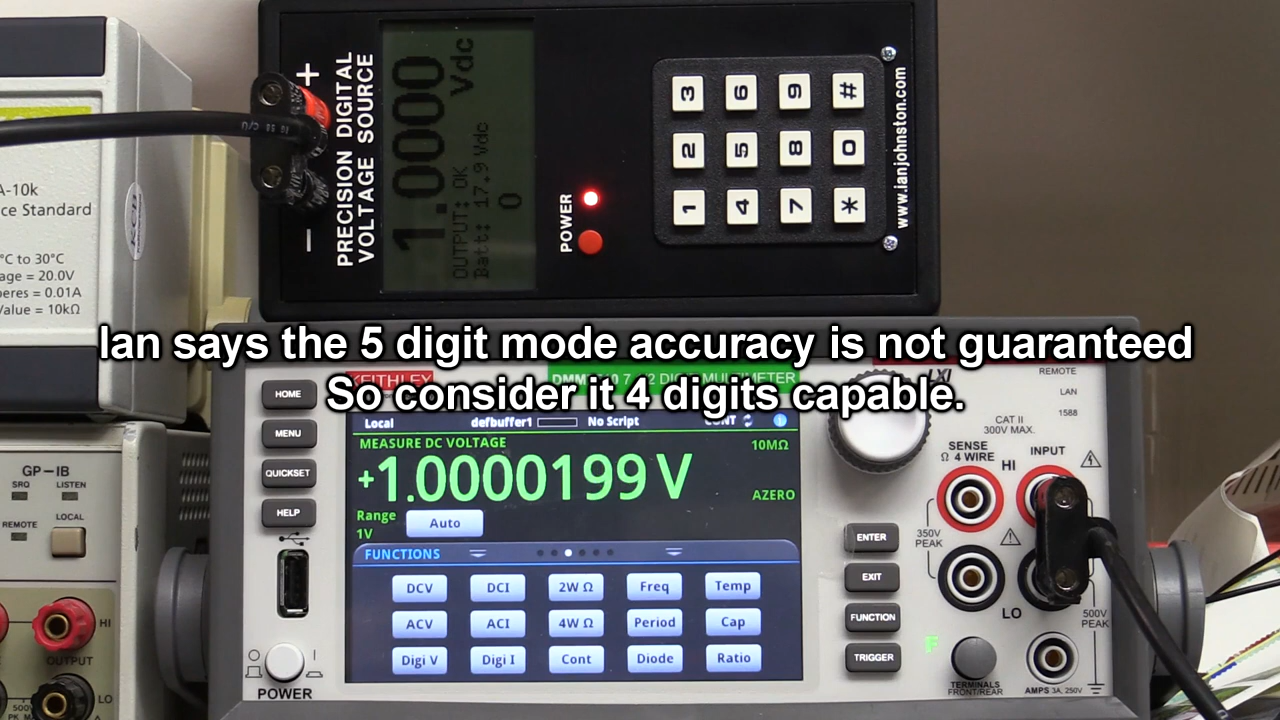 +
PRECISION DIGITAL
VOLTAGE SOURCE
−
1.0000
Vdc
OUTPUT: OK
Batt: 17.9 Vdc
0
POWER
3 6 9 #
2 5 8 0
1 4 7 *
www.ianjohnston.com
A-10k
ce Standard
°C to 30°C
age = 20.0V
peres = 0.01A
Value = 10kΩ
Ian says the 5 digit mode accuracy is not guaranteed
So consider it 4 digits capable.
KEITHLEY
DIGIT MULTIMETER
LXI
REMOTE
LAN
1588
HOME
MENU
QUICKSET
HELP
POWER
Local
defbuffer1
No Script
CONT
MEASURE DC VOLTAGE
10MΩ
+1.0000199 V
AZERO
Range
1V
Auto
FUNCTIONS
DCV DCI 2W Ω Freq Temp
ACV ACI 4W Ω Period Cap
Digi V Digi I Cont Diode Ratio
ENTER
EXIT
FUNCTION
TRIGGER
CAT II
300V MAX.
SENSE
Ω 4 WIRE
INPUT
HI
350V
PEAK
LO
500V
PEAK
F
TERMINALS
FRONT/REAR
AMPS 3A, 250V
GP-IB
SRQ
LISTEN
REMOTE
LOCAL
HI
OUTPUT
LO